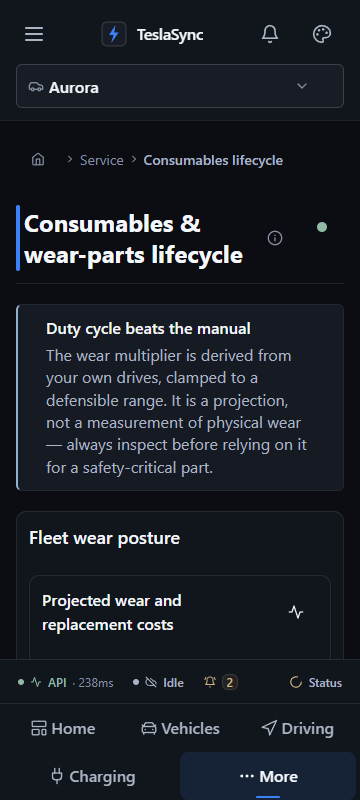 TeslaSync
Aurora
Service
Consumables lifecycle
Consumables &
wear-parts lifecycle
Duty cycle beats the manual
The wear multiplier is derived from
your own drives, clamped to a
defensible range. It is a projection,
not a measurement of physical wear
— always inspect before relying on it
for a safety-critical part.
Fleet wear posture
Projected wear and
replacement costs
API · 238ms
Idle
2
Status
Home
Vehicles
Driving
Charging
More